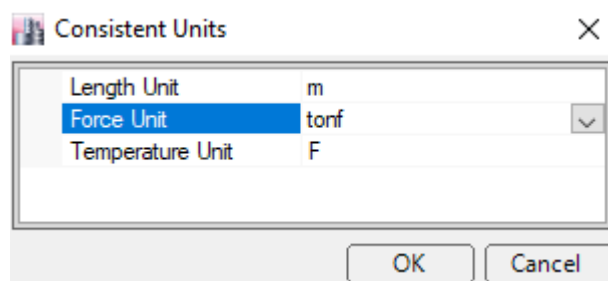 Consistent Units
Length Unit m
Force Unit tonf
Temperature Unit F
OK Cancel